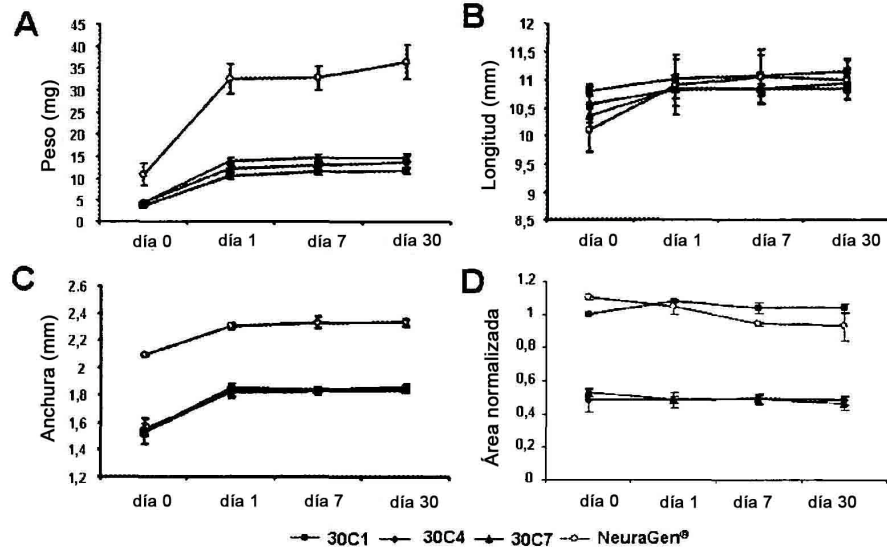 A
Peso (mg)
45
40
35
30
25
20
15
10
5
0
día 0 día 1 día 7 día 30
B
Longitud (mm)
12
11,5
11
10,5
10
9,5
9
8,5
día 0 día 1 día 7 día 30
C
Anchura (mm)
2.6
2,4
2,2
2
1,8
1,6
1,4
1,2
día 0 día 1 día 7 día 30
D
Área normalizada
1.2
1
0,8
0,6
0,4
0,2
0
día 0 día 1 día 7 día 30
30C1 30C4 30C7 NeuraGen®